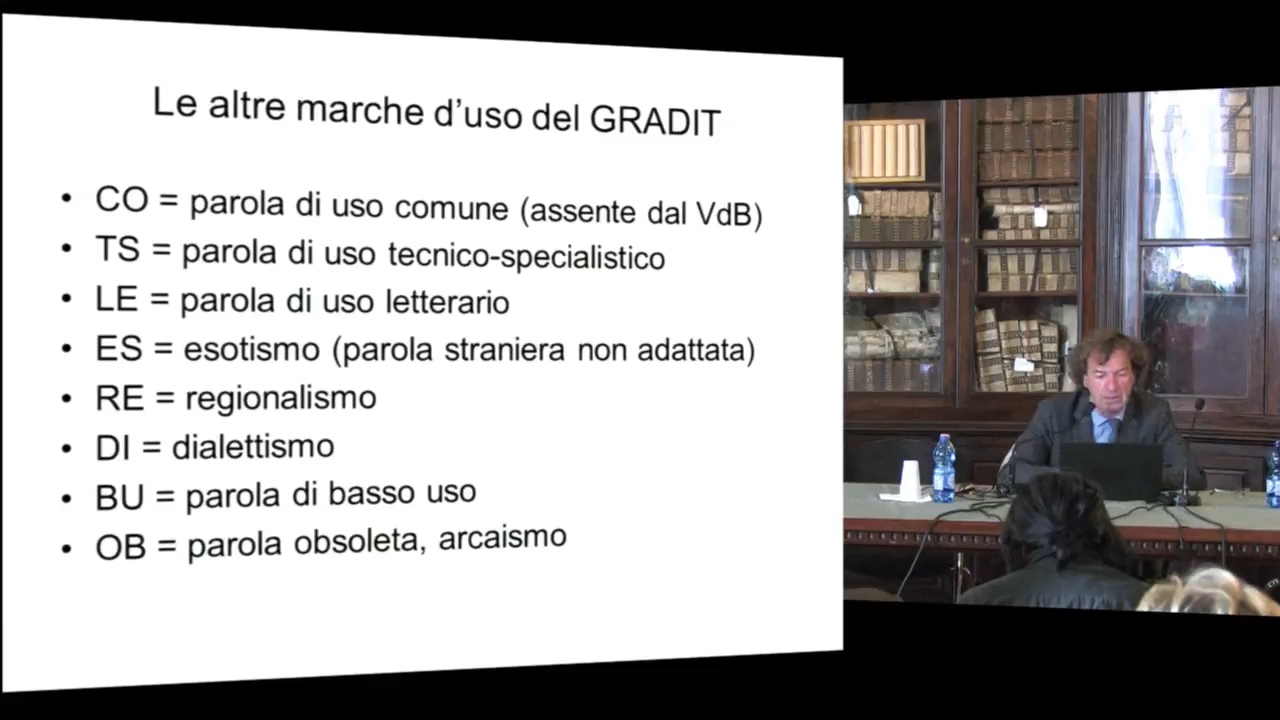 Le altre marche d'uso del GRADIT
• CO = parola di uso comune (assente dal VdB)
• TS = parola di uso tecnico-specialistico
• LE = parola di uso letterario
• ES = esotismo (parola straniera non adattata)
• RE = regionalismo
• DI = dialettismo
• BU = parola di basso uso
• OB = parola obsoleta, arcaismo